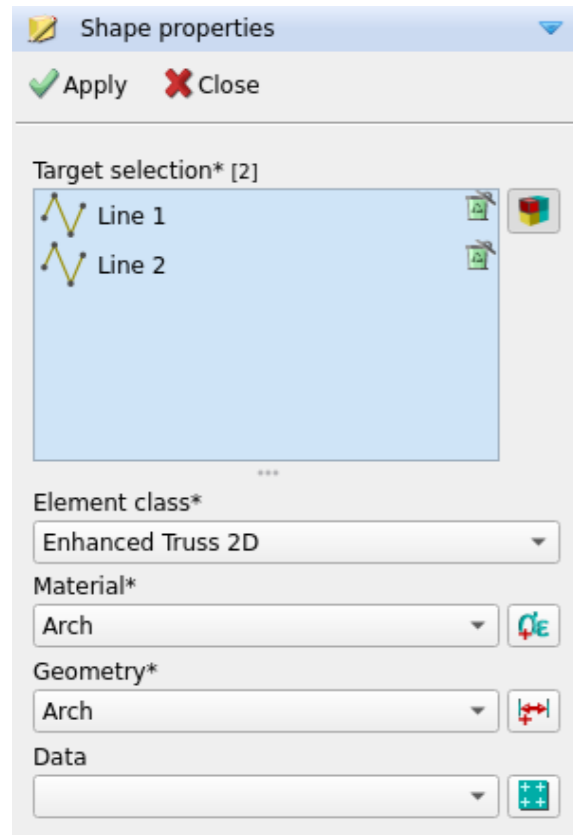 Shape properties
Apply Close
Target selection* [2]
Line 1
Line 2
Element class*
Enhanced Truss 2D
Material*
Arch
Geometry*
Arch
Data